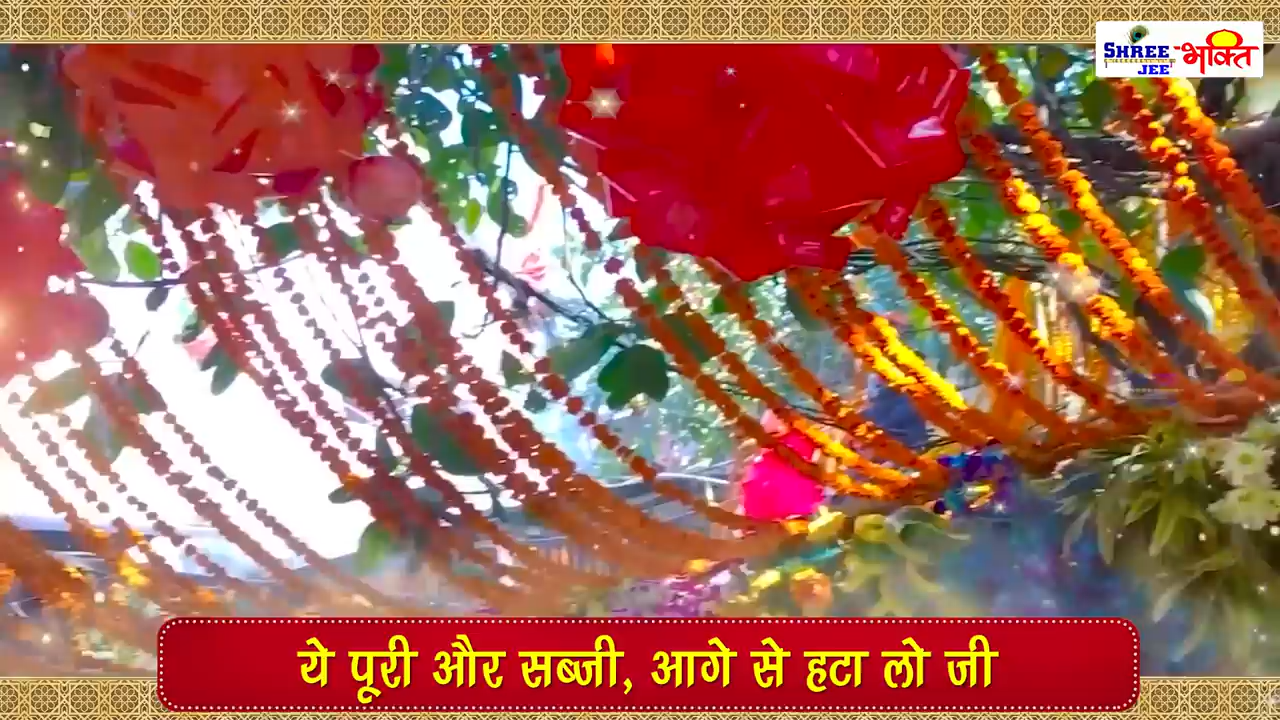 SHREE JEE भक्ति
ये पूरी और सब्जी, आगे से हटा लो जी